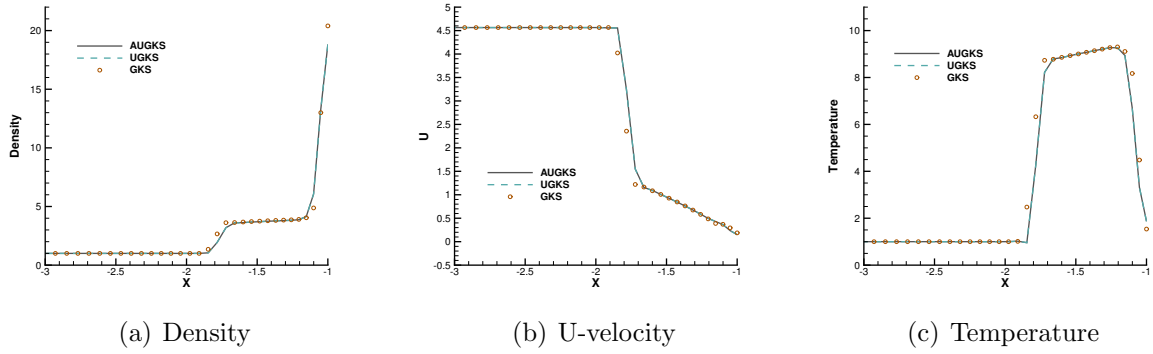 20
15
10
5
0
Density
AUGKS
UGKS
GKS
-3
-2.5
-2
-1.5
-1
X
(a) Density
5
4.5
4
3.5
3
2.5
2
1.5
1
0.5
0
-0.5
U
AUGKS
UGKS
GKS
-3
-2.5
-2
-1.5
-1
X
(b) U-velocity
10
8
6
4
2
0
Temperature
AUGKS
UGKS
GKS
-3
-2.5
-2
-1.5
-1
X
(c) Temperature